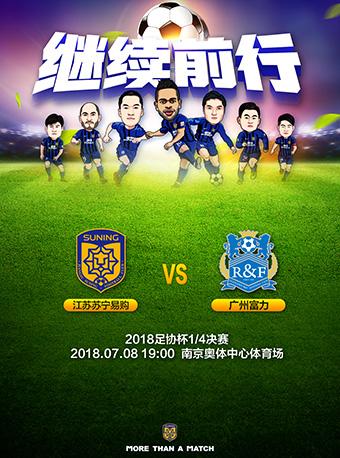 继续前行
SUNING
VS
R&F
江苏苏宁易购
广州富力
2018足协杯1/4决赛
2018.07.08 19:00 南京奥体中心体育场
MORE THAN A MATCH